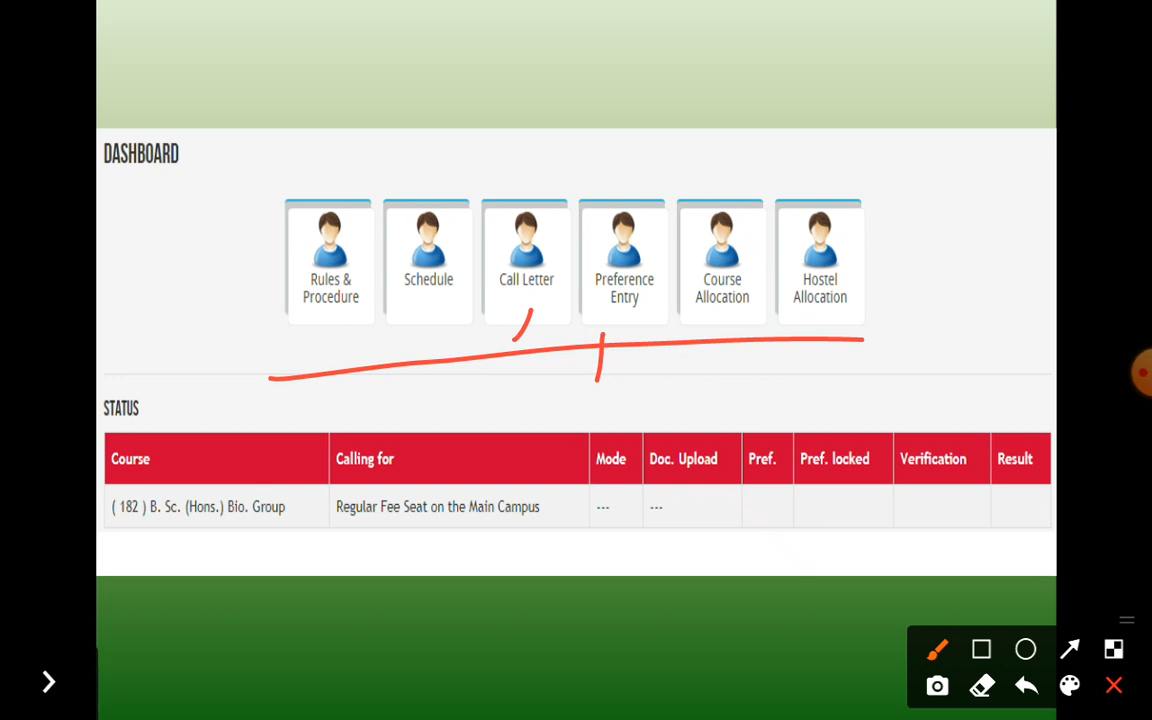 DASHBOARD
Rules & Procedure
Schedule
Call Letter
Preference Entry
Course Allocation
Hostel Allocation
STATUS
Course Calling for Mode Doc. Upload Pref. Pref. locked Verification Result
( 182 ) B. Sc. (Hons.) Bio. Group Regular Fee Seat on the Main Campus --- ---